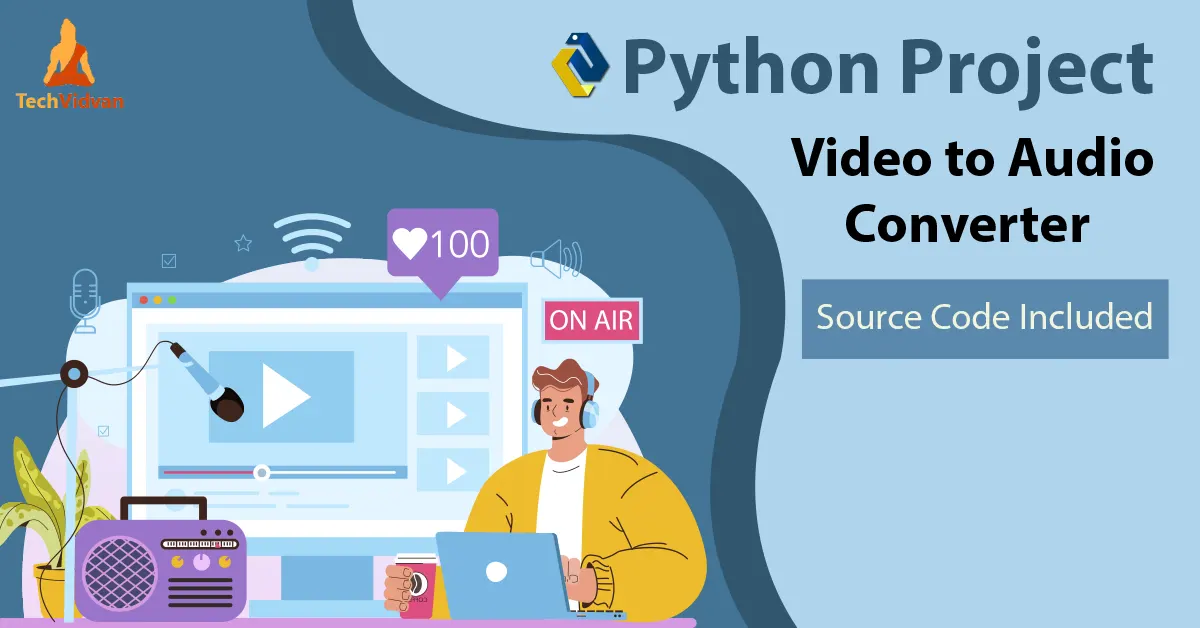 TechVidvan
Python Project
Video to Audio
Converter
Source Code Included
100
ON AIR